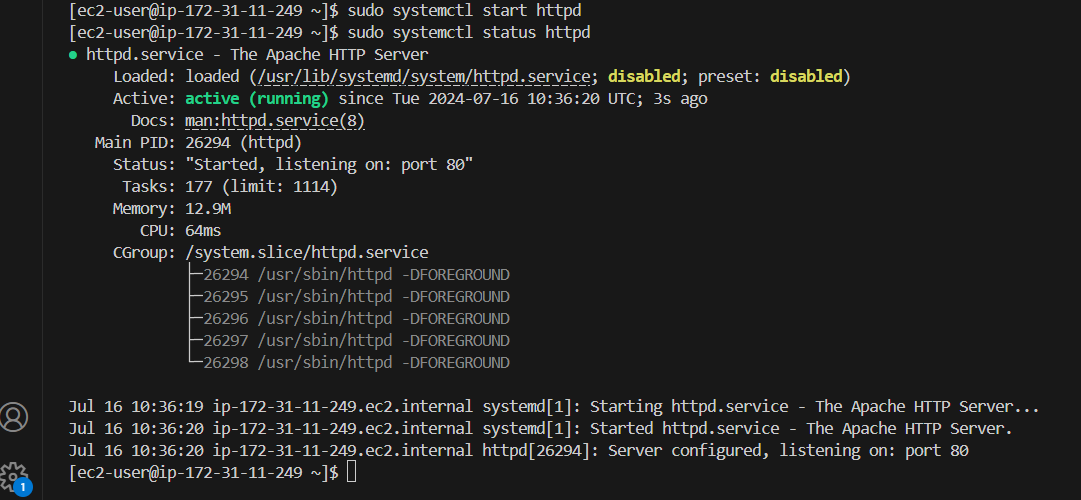 [ec2-user@ip-172-31-11-249 ~]$ sudo systemctl start httpd
[ec2-user@ip-172-31-11-249 ~]$ sudo systemctl status httpd
● httpd.service - The Apache HTTP Server
Loaded: loaded (/usr/lib/systemd/system/httpd.service; disabled; preset: disabled)
Active: active (running) since Tue 2024-07-16 10:36:20 UTC; 3s ago
Docs: man:httpd.service(8)
Main PID: 26294 (httpd)
Status: "Started, listening on: port 80"
Tasks: 177 (limit: 1114)
Memory: 12.9M
CPU: 64ms
CGroup: /system.slice/httpd.service
├─26294 /usr/sbin/httpd -DFOREGROUND
├─26295 /usr/sbin/httpd -DFOREGROUND
├─26296 /usr/sbin/httpd -DFOREGROUND
├─26297 /usr/sbin/httpd -DFOREGROUND
└─26298 /usr/sbin/httpd -DFOREGROUND
Jul 16 10:36:19 ip-172-31-11-249.ec2.internal systemd[1]: Starting httpd.service - The Apache HTTP Server...
Jul 16 10:36:20 ip-172-31-11-249.ec2.internal systemd[1]: Started httpd.service - The Apache HTTP Server.
Jul 16 10:36:20 ip-172-31-11-249.ec2.internal httpd[26294]: Server configured, listening on: port 80
[ec2-user@ip-172-31-11-249 ~]$
1